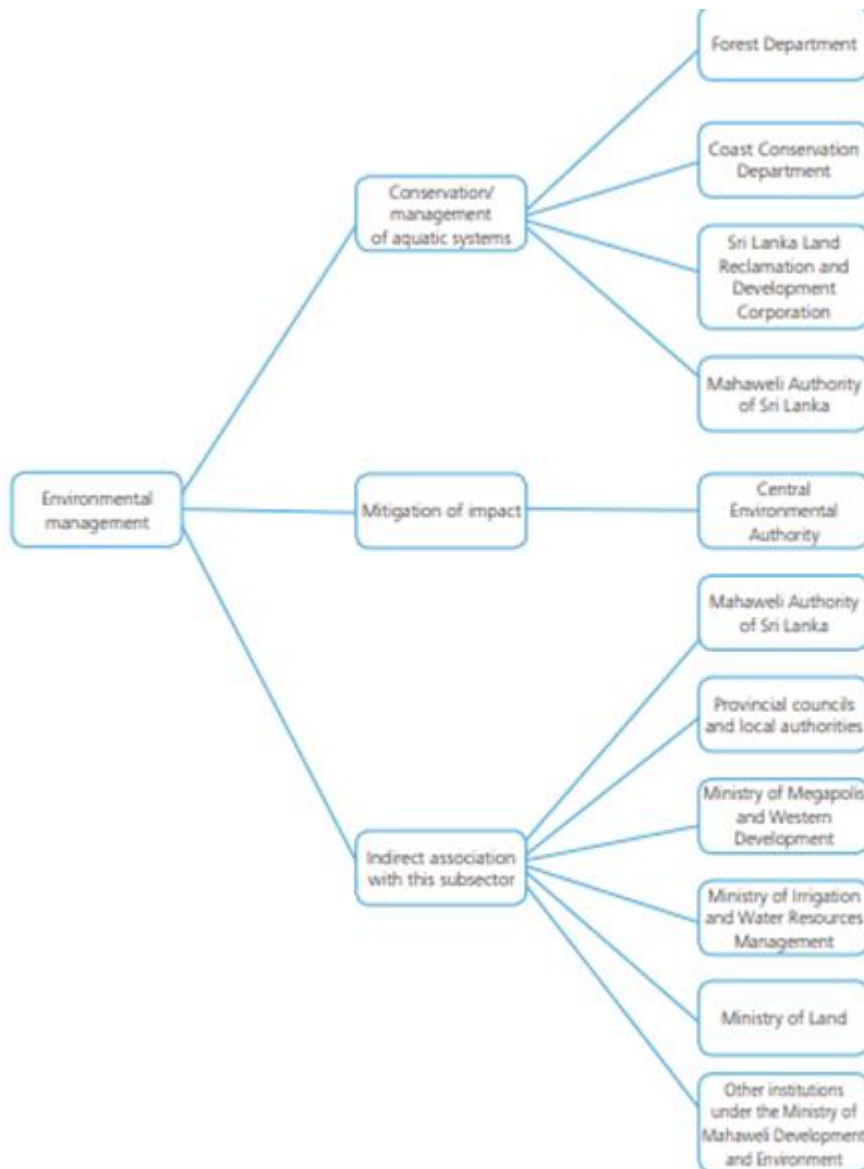 Forest Department
Coast Conservation
Department
Conservation/
management
of aquatic systems
Sri Lanka Land
Reclamation and
Development
Corporation
Mahaweli Authority
of Sri Lanka
Environmental
management
Mitigation of impact
Central
Environmental
Authority
Mahaweli Authority
of Sri Lanka
Provincial councils
and local authorities
Ministry of Megapolis
and Western
Development
Indirect association
with this subsector
Ministry of Irrigation
and Water Resources
Management
Ministry of Land
Other institutions
under the Ministry of
Mahaweli Development
and Environment